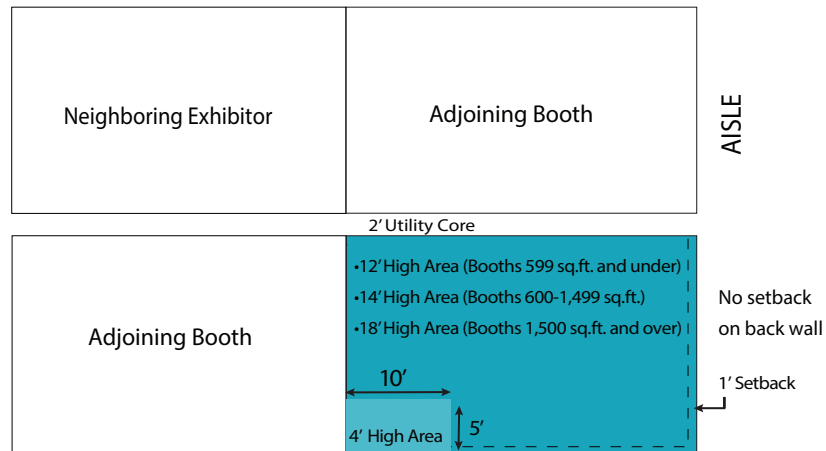 Neighboring Exhibitor
Adjoining Booth
AISLE
2' Utility Core
Adjoining Booth
•12' High Area (Booths 599 sq.ft. and under)
•14' High Area (Booths 600-1,499 sq.ft.)
•18' High Area (Booths 1,500 sq.ft. and over)
No setback
on back wall
1' Setback
10'
5'
4' High Area